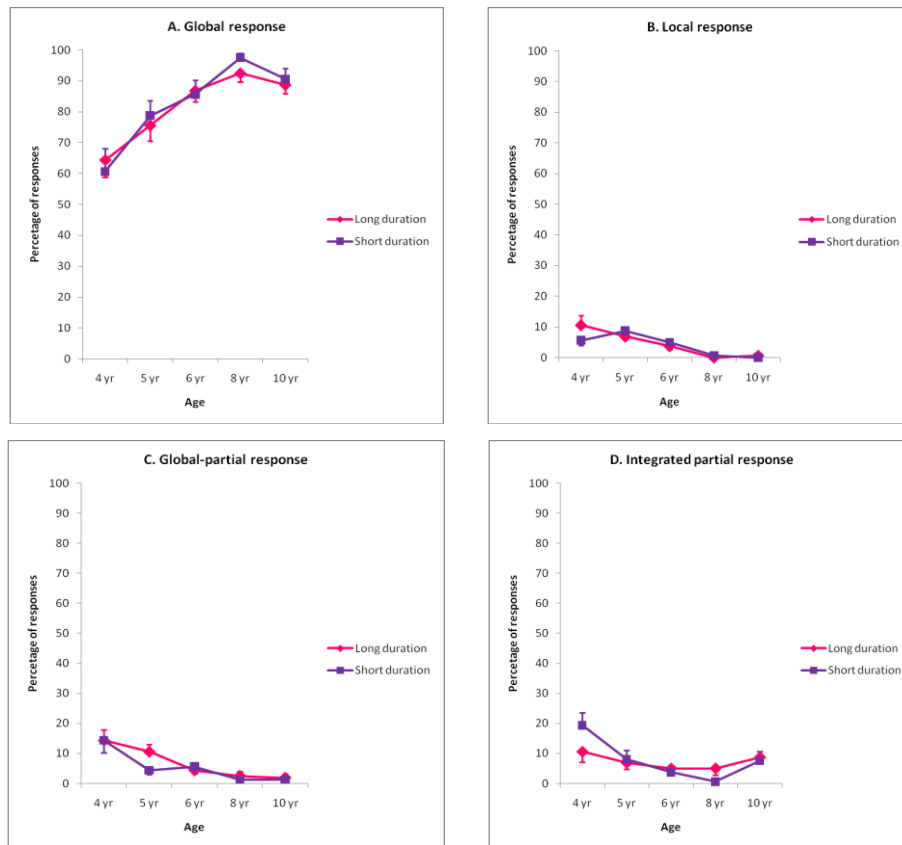 A. Global response
Percetage of responses
100
90
80
70
60
50
40
30
20
10
0
4 yr 5 yr 6 yr 8 yr 10 yr
Age
Long duration
Short duration
B. Local response
Percetage of responses
100
90
80
70
60
50
40
30
20
10
0
4 yr 5 yr 6 yr 8 yr 10 yr
Age
Long duration
Short duration
C. Global-partial response
Percetage of responses
100
90
80
70
60
50
40
30
20
10
0
4 yr 5 yr 6 yr 8 yr 10 yr
Age
Long duration
Short duration
D. Integrated partial response
Percetage of responses
100
90
80
70
60
50
40
30
20
10
0
4 yr 5 yr 6 yr 8 yr 10 yr
Age
Long duration
Short duration